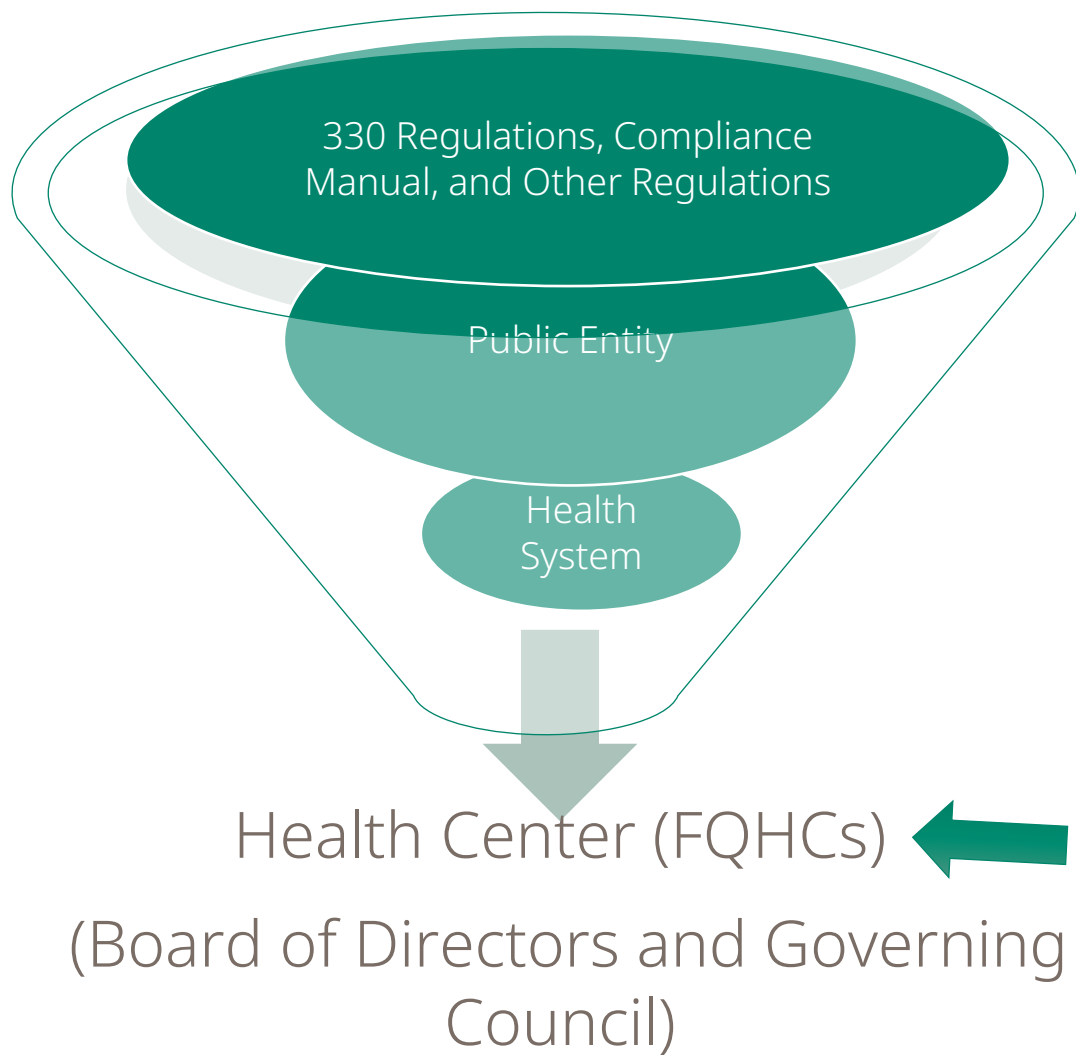 330 Regulations, Compliance
Manual, and Other Regulations
Public Entity
Health
System
Health Center (FQHCs)
(Board of Directors and Governing
Council)